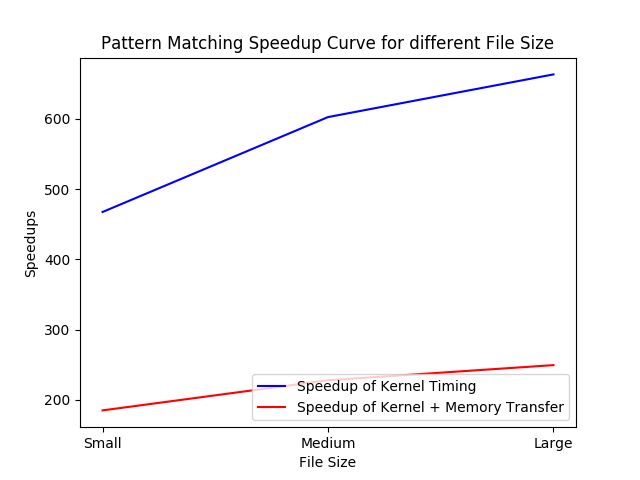 Pattern Matching Speedup Curve for different File Size
Speedups
600
500
400
300
200
Speedup of Kernel Timing
Speedup of Kernel + Memory Transfer
Small Medium Large
File Size